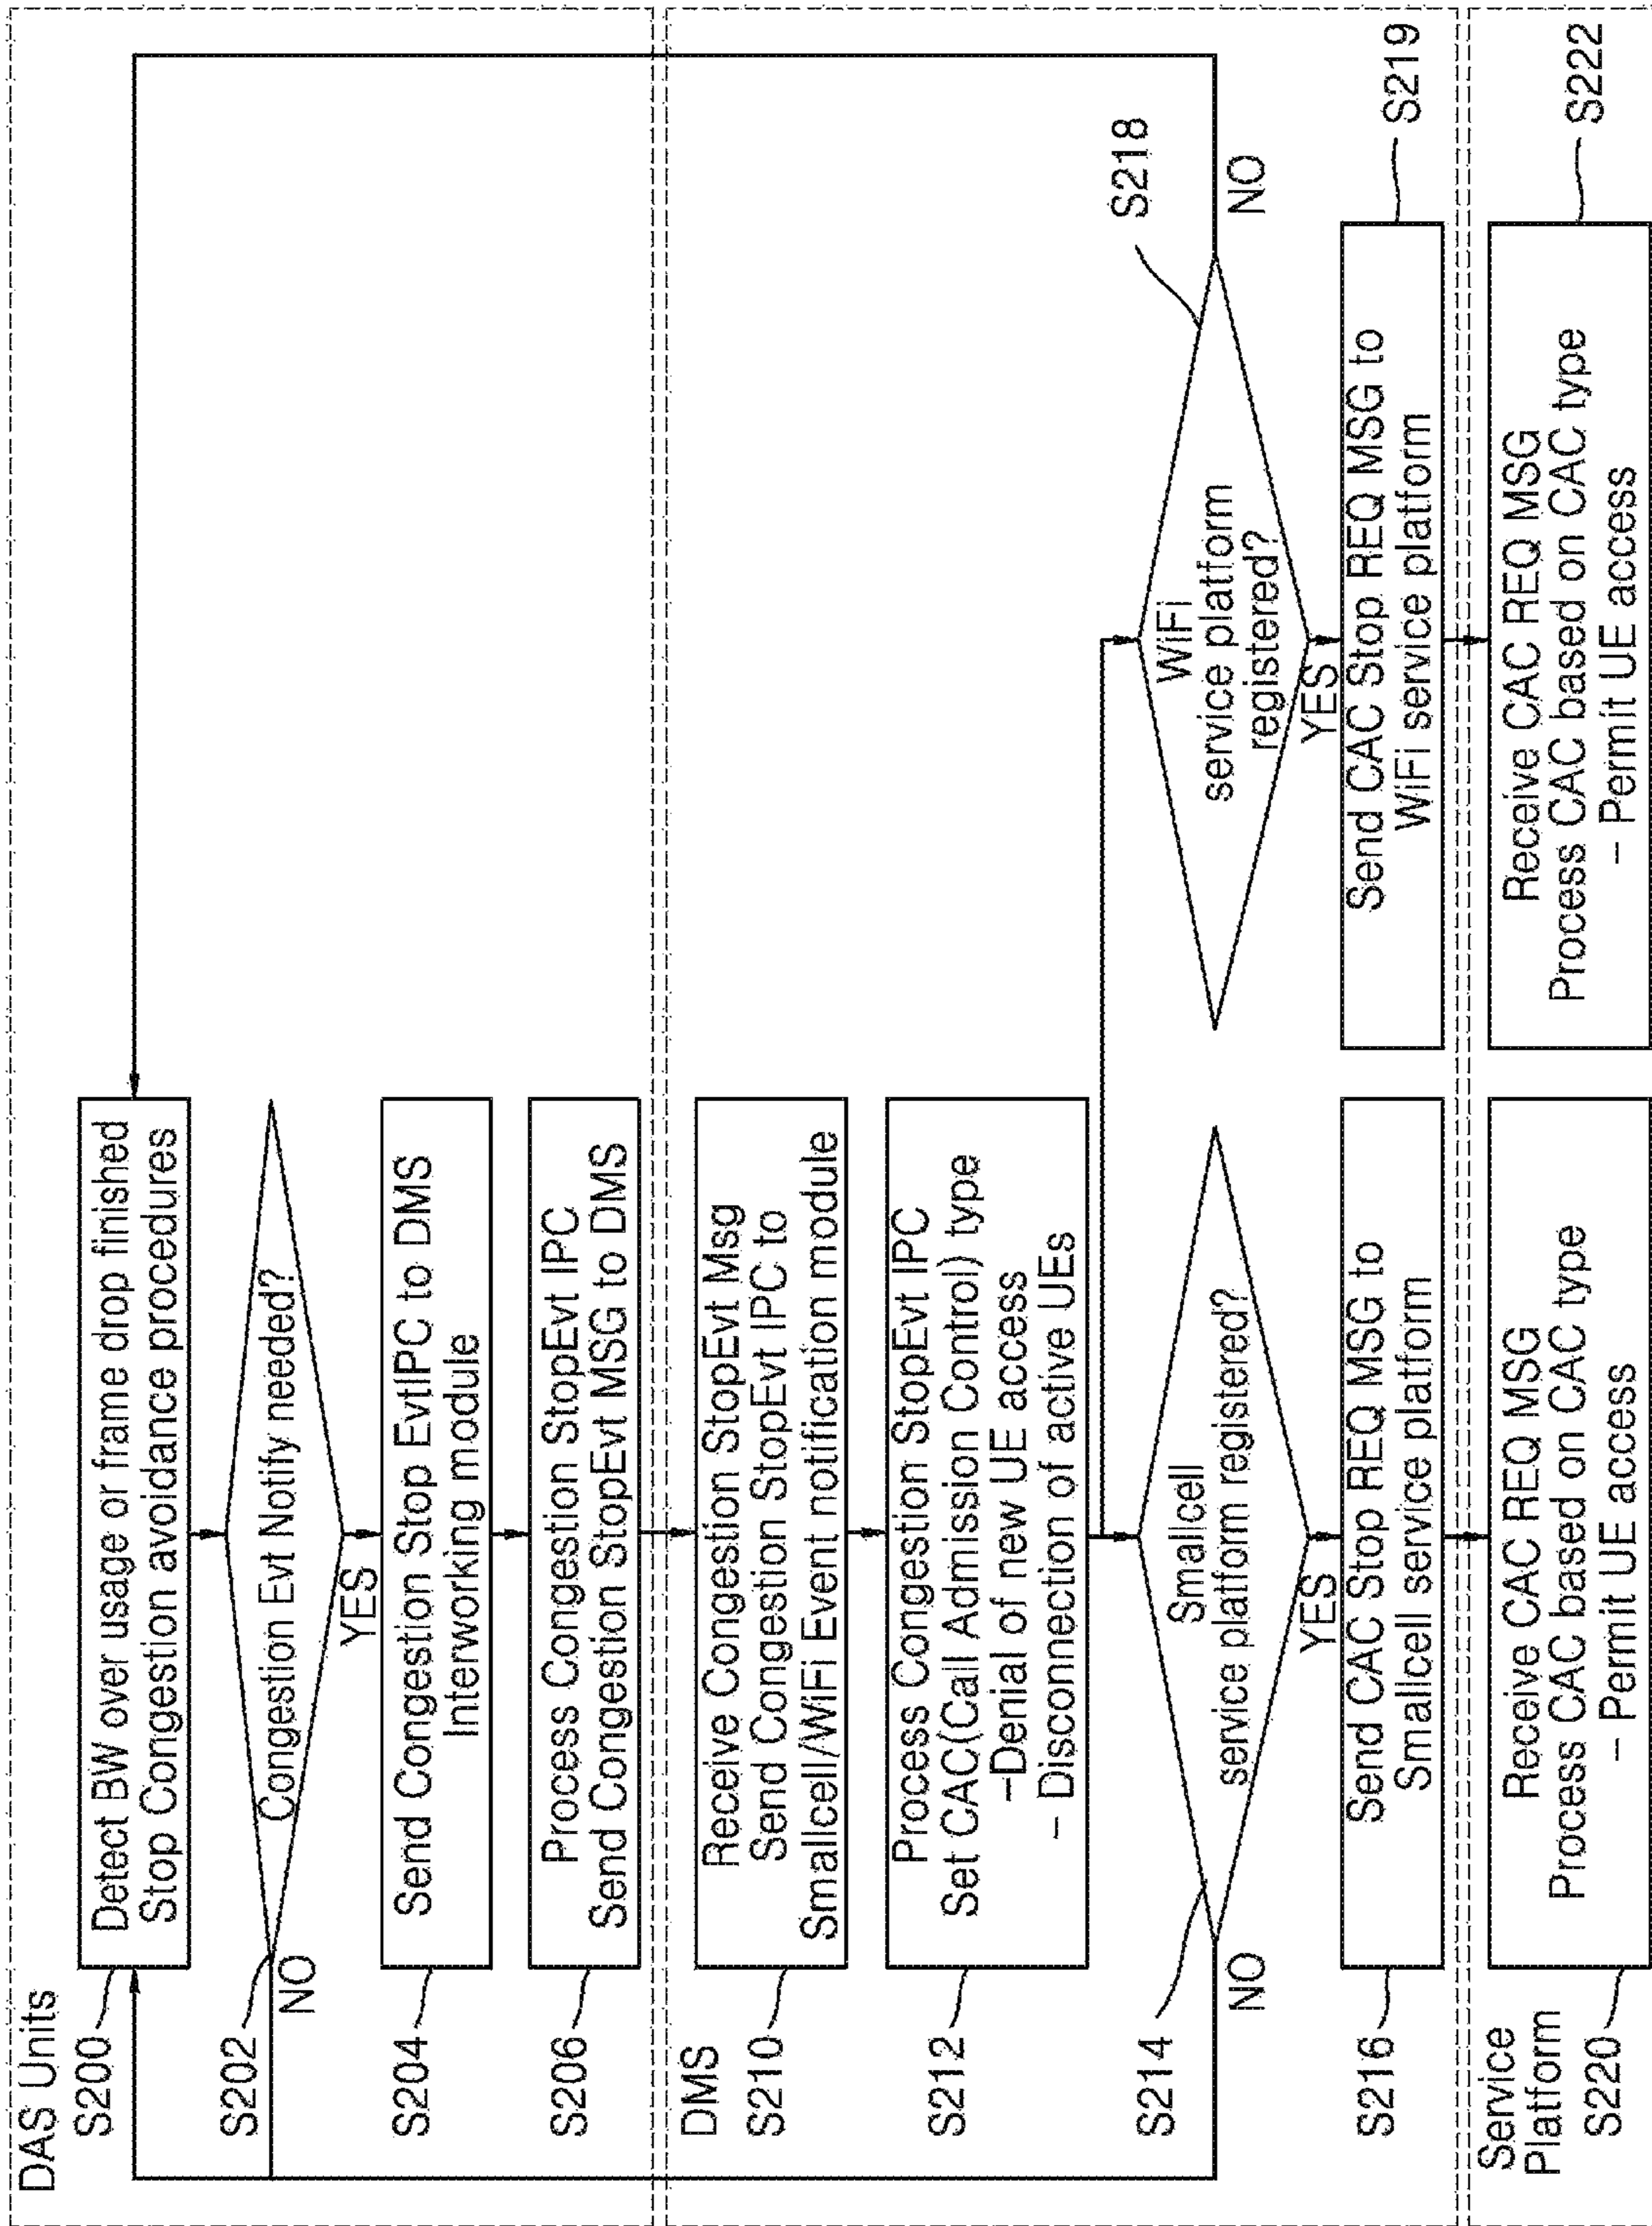 DAS Units
S200
Detect BW over usage or frame drop finished
Stop Congestion avoidance procedures
S202
Congestion Evt Notify needed?
NO
YES
S204
Send Congestion Stop EvtIPC to DMS
Interworking module
S206
Process Congestion StopEvt IPC
Send Congestion StopEvt MSG to DMS
DMS
S210
Receive Congestion StopEvt Msg
Send Congestion StopEvt IPC to
Smallcell/WiFi Event notification module
S212
Process Congestion StopEvt IPC
Set CAC(Call Admission Control) type
-Denial of new UE access
- Disconnection of active UEs
S214
Smallcell
service platform registered?
NO
YES
S218
WiFi
service platform
registered?
NO
YES
S216
Send CAC Stop REQ MSG to
Smallcell service platform
Send CAC Stop REQ MSG to
WiFi service platform
S219
Service
Platform
S220
Receive CAC REQ MSG
Process CAC based on CAC type
- Permit UE access
Receive CAC REQ MSG
Process CAC based on CAC type
- Permit UE access
S222